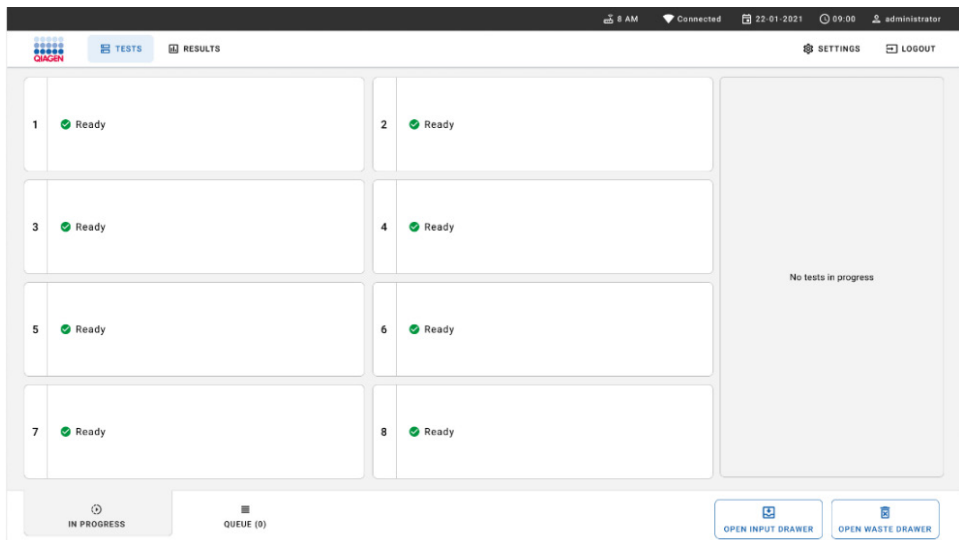 8 AM Connected 22-01-2021 09:00 administrator
QIAGEN TESTS RESULTS SETTINGS LOGOUT
1 Ready 2 Ready
3 Ready 4 Ready
No tests in progress
5 Ready 6 Ready
7 Ready 8 Ready
IN PROGRESS QUEUE (0) OPEN INPUT DRAWER OPEN WASTE DRAWER